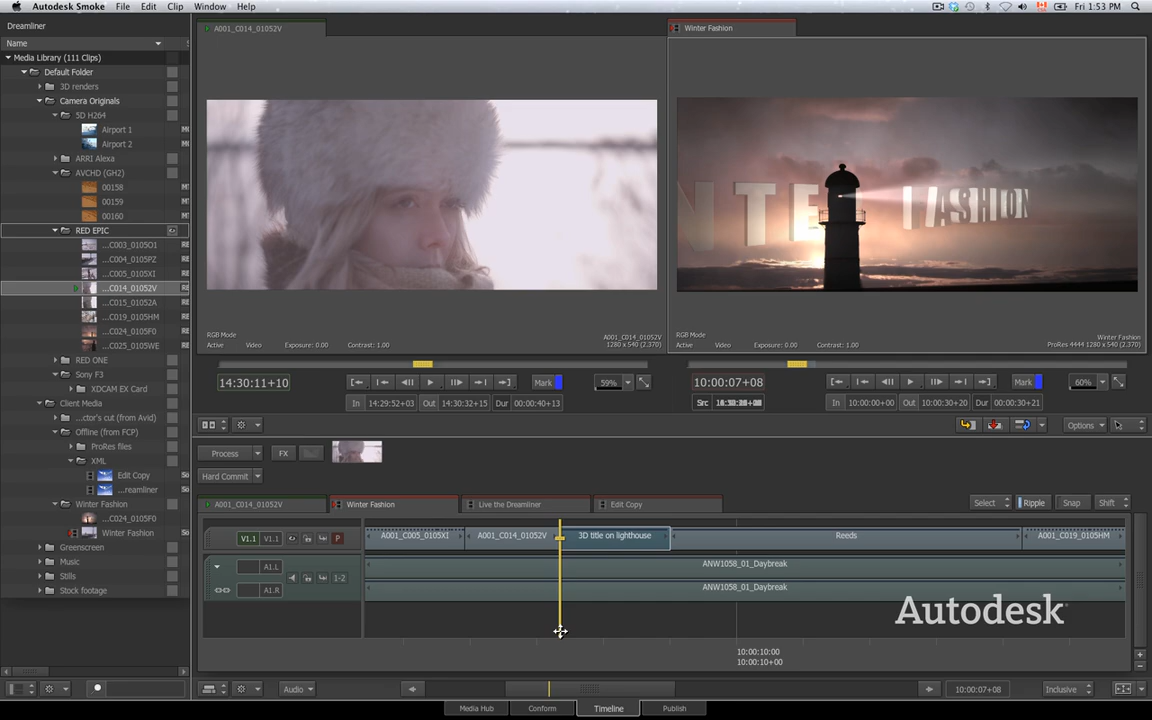 Autodesk Smoke File Edit Clip Window Help Fri 1:53 PM
Dreamliner
Name
Media Library (111 Clips)
Default Folder
3D renders
Camera Originals
5D H264
Airport 1
Airport 2
ARRI Alexa
AVCHD (GH2)
00158
00159
00160
RED EPIC
...C003_0105O1
...C004_0105PZ
...C005_0105XI
...C014_01052V
...C015_01052A
...C019_0105HM
...C024_0105F0
...C025_0105WE
RED ONE
Sony F3
XDCAM EX Card
Client Media
...ctor's cut (from Avid)
Offline (from FCP)
ProRes files
XML
Edit Copy
...reamliner
Winter Fashion
...C024_0105F0
Winter Fashion
Greenscreen
Music
Stills
Stock footage
A001_C014_01052V
Winter Fashion
NTE FASHION
RGB Mode
Active Video Exposure: 0.00 Contrast: 1.00
A001_C014_01052V
1280 x 540 (2.370)
RGB Mode
Active Video Exposure: 0.00 Contrast: 1.00
Winter Fashion
ProRes 4444 1280 x 540 (2.370)
14:30:11+10 Mark 59%
In 14:29:52+03 Out 14:30:32+15 Dur 00:00:40+13
10:00:07+08 Mark 60%
Src In 10:00:00+00 Out 10:00:30+20 Dur 00:00:30+21
Options
Process FX
Hard Commit
A001_C014_01052V Winter Fashion Live the Dreamliner Edit Copy Select Ripple Snap Shift
V1.1 V1.1 P A001_C005_0105XI A001_C014_01052V 3D title on lighthouse Reeds A001_C019_0105HM
A1.L ANW1058_01_Daybreak
1-2
A1.R ANW1058_01_Daybreak
Autodesk
10:00:10:00
10:00:10+00
Audio 10:00:07+08 Inclusive
Media Hub Conform Timeline Publish